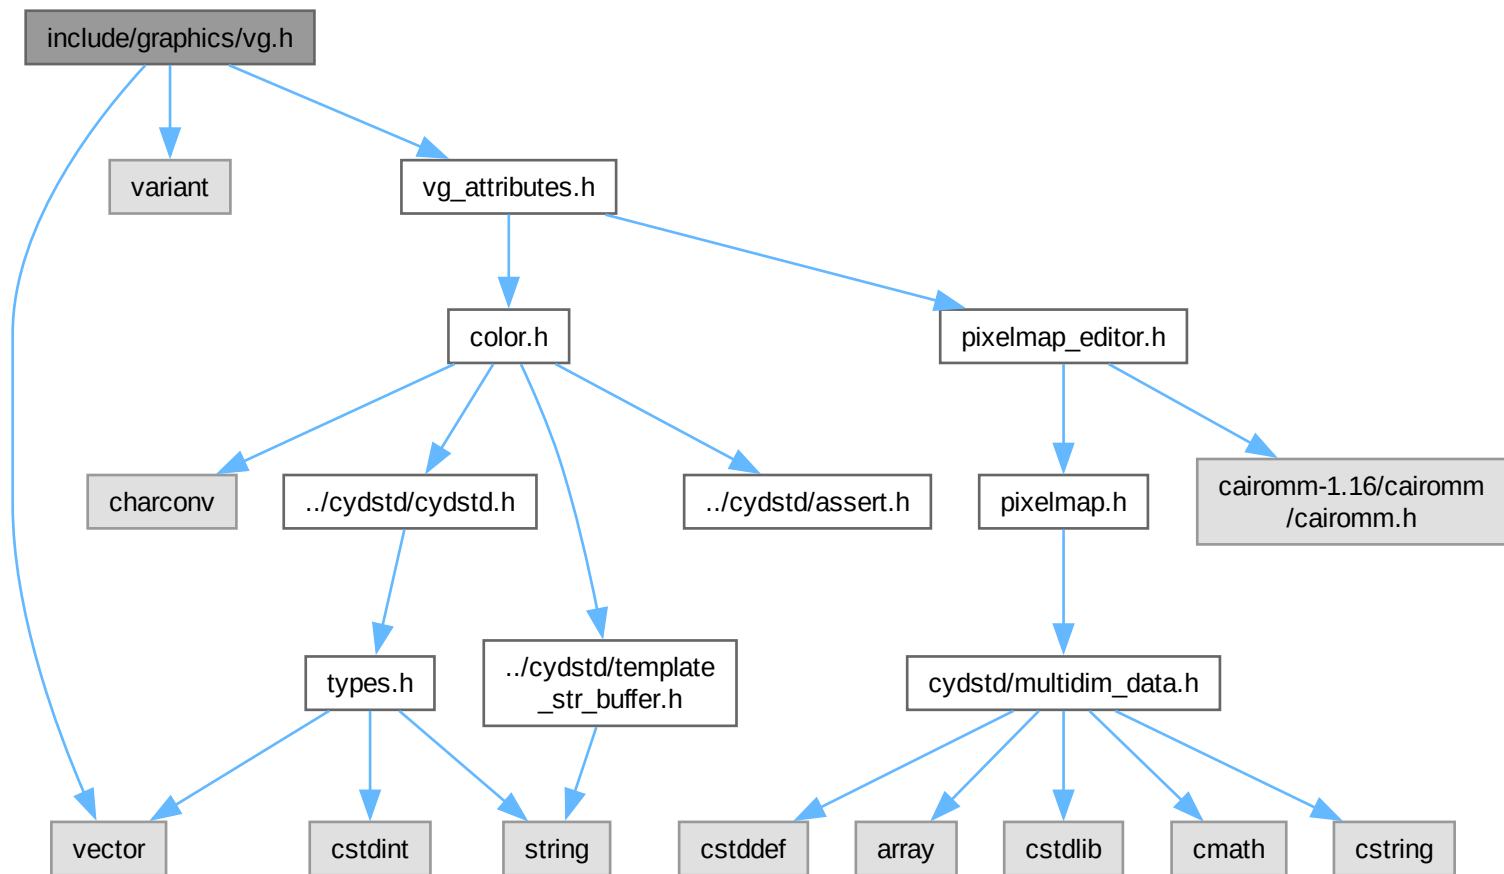 include/graphics/vg.h
variant
vg_attributes.h
color.h
pixelmap_editor.h
charconv
../cydstd/cydstd.h
../cydstd/assert.h
pixelmap.h
cairomm-1.16/cairomm
/cairomm.h
types.h
../cydstd/template
_str_buffer.h
cydstd/multidim_data.h
vector
cstdint
string
cstddef
array
cstdlib
cmath
cstring